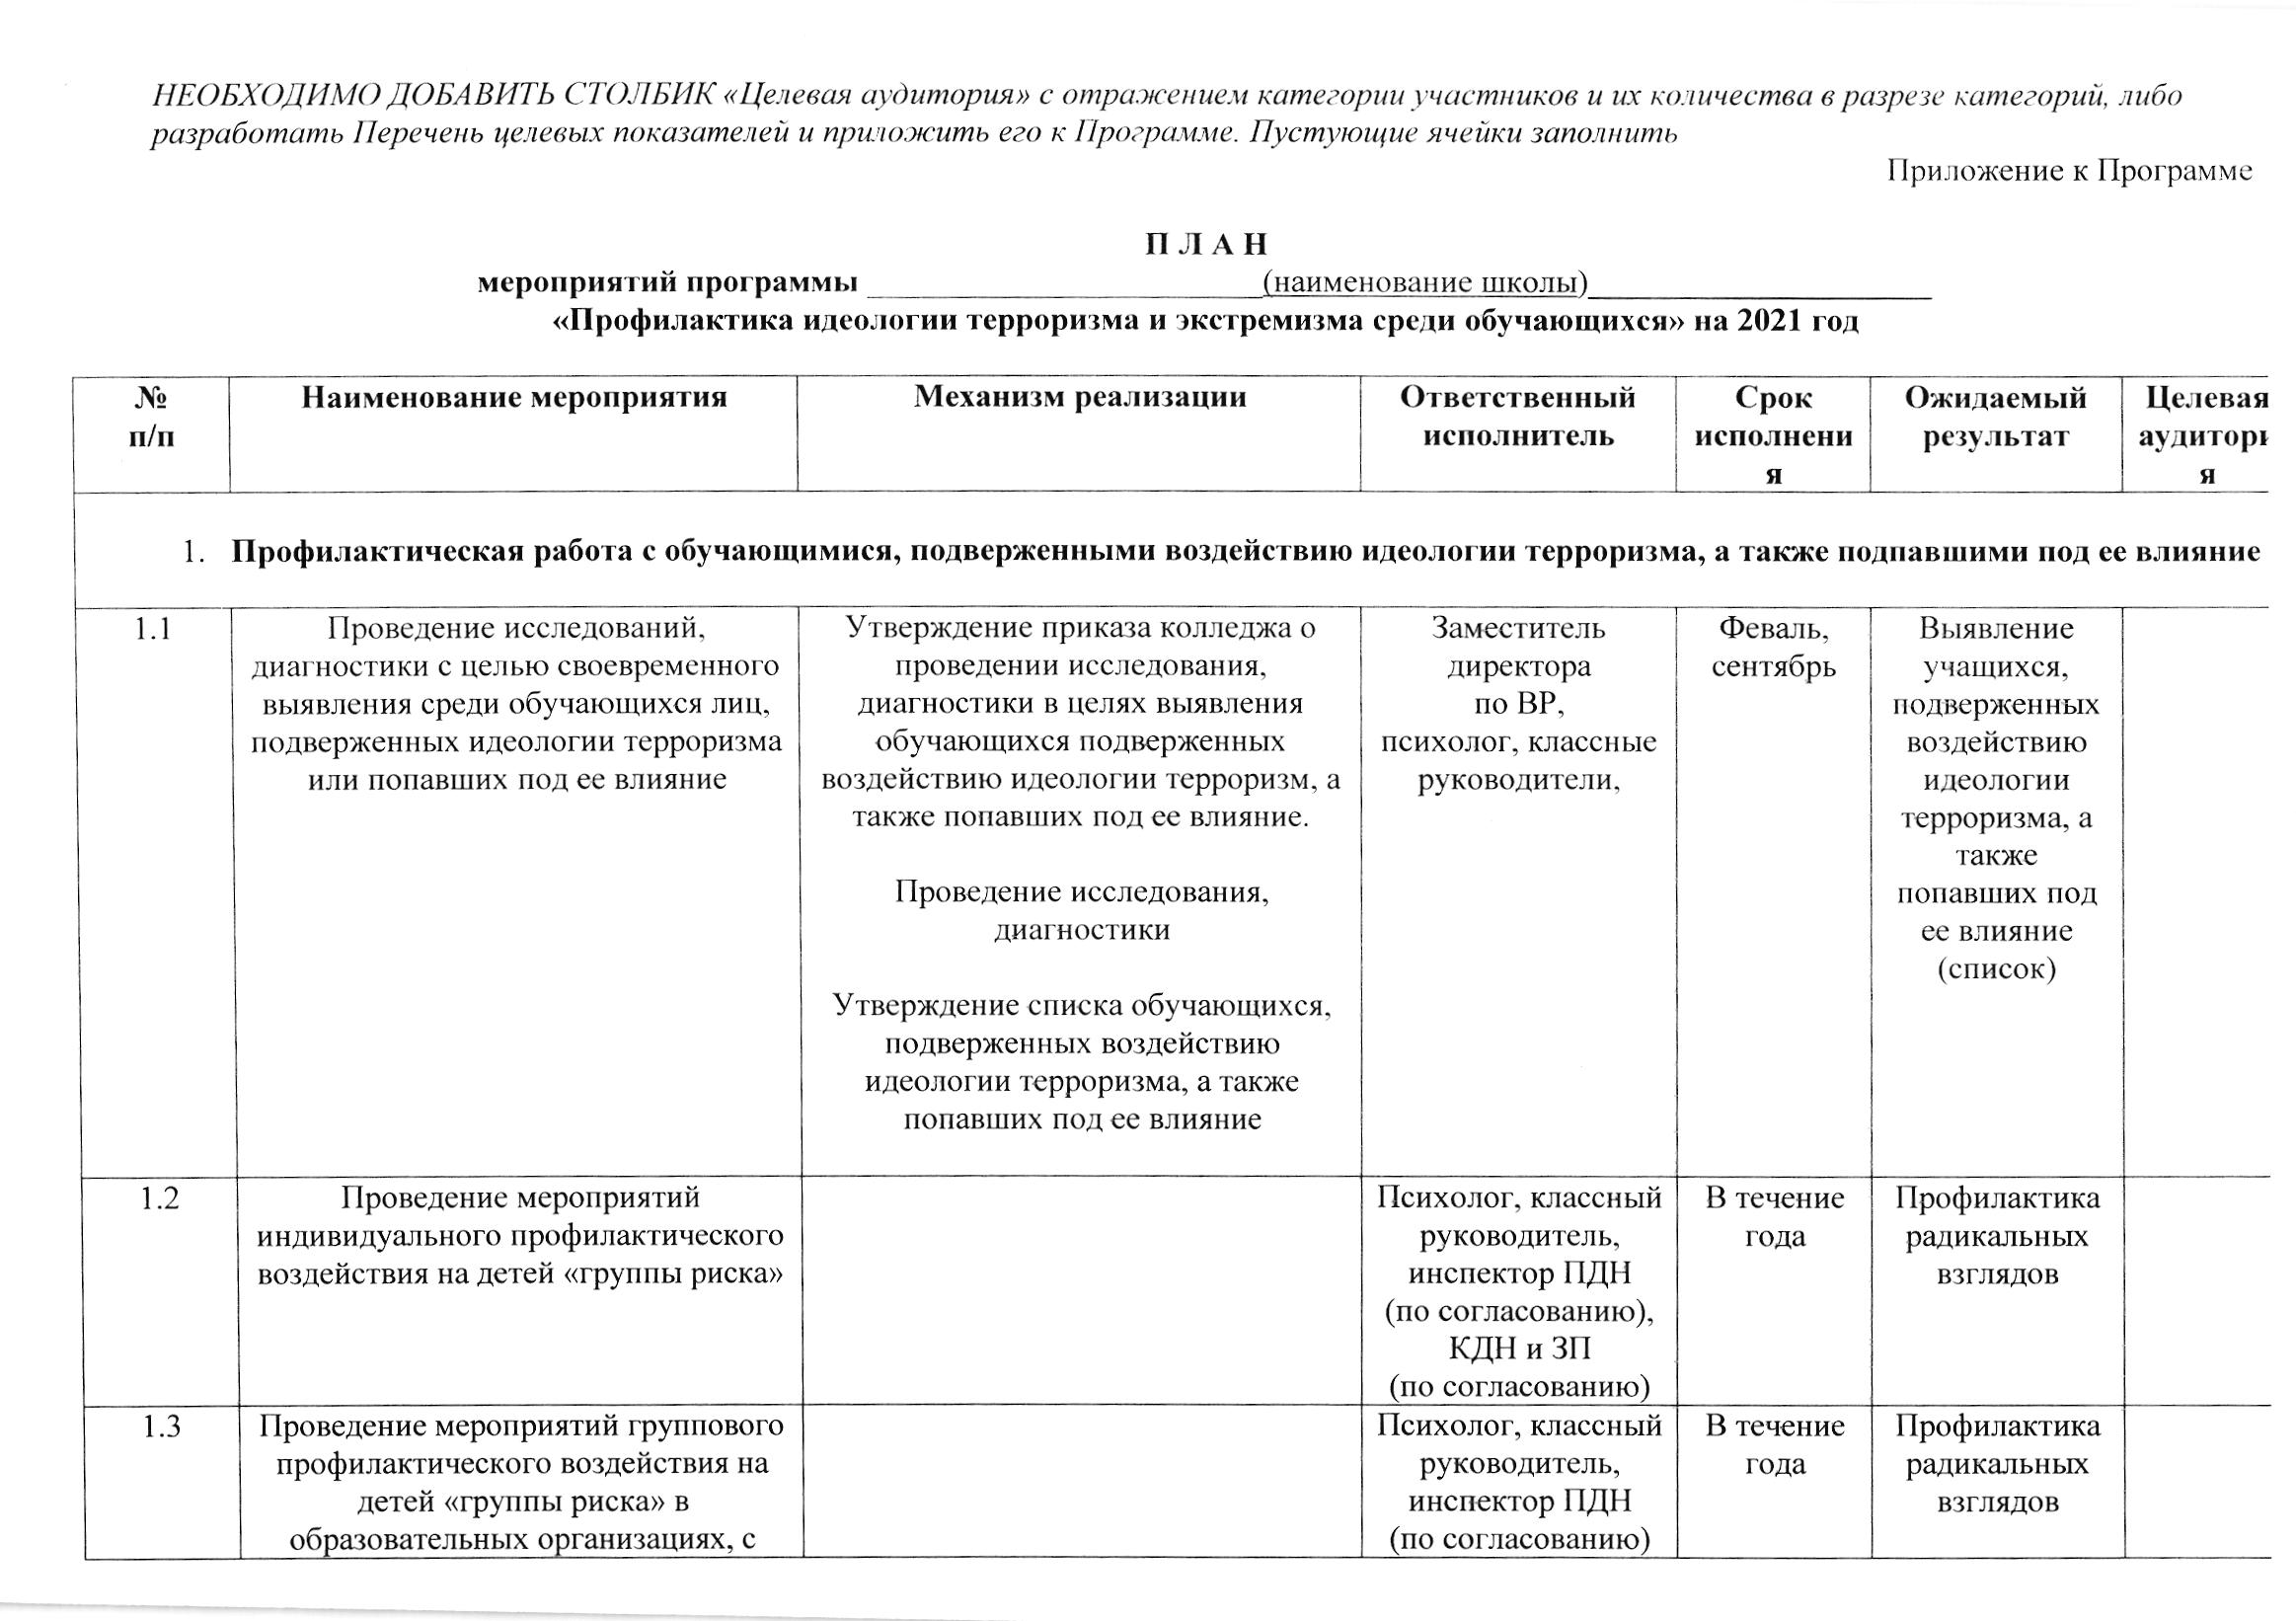 НЕОБХОДИМО ДОБАВИТЬ СТОЛБИК «Целевая аудитория» с отражением категории участников и их количества в разрезе категорий, либо
разработать Перечень целевых показателей и приложить его к Программе. Пустующие ячейки заполнить
Приложение к Программе
П Л А Н
мероприятий программы ________________________(наименование школы)_____________________
«Профилактика идеологии терроризма и экстремизма среди обучающихся» на 2021 год
№
п/п
Наименование мероприятия
Механизм реализации
Ответственный
исполнитель
Срок
исполнени
я
Ожидаемый
результат
Целевая
аудитори
я
1. Профилактическая работа с обучающимися, подверженными воздействию идеологии терроризма, а также подпавшими под ее влияние
1.1
Проведение исследований,
диагностики с целью своевременного
выявления среди обучающихся лиц,
подверженных идеологии терроризма
или попавших под ее влияние
Утверждение приказа колледжа о
проведении исследования,
диагностики в целях выявления
обучающихся подверженных
воздействию идеологии терроризм, а
также попавших под ее влияние.
Проведение исследования,
диагностики
Утверждение списка обучающихся,
подверженных воздействию
идеологии терроризма, а также
попавших под ее влияние
Заместитель
директора
по ВР,
психолог, классные
руководители,
Феваль,
сентябрь
Выявление
учащихся,
подверженных
воздействию
идеологии
терроризма, а
также
попавших под
ее влияние
(список)
1.2
Проведение мероприятий
индивидуального профилактического
воздействия на детей «группы риска»
Психолог, классный
руководитель,
инспектор ПДН
(по согласованию),
КДН и ЗП
(по согласованию)
В течение
года
Профилактика
радикальных
взглядов
1.3
Проведение мероприятий группового
профилактического воздействия на
детей «группы риска» в
образовательных организациях, с
Психолог, классный
руководитель,
инспектор ПДН
(по согласованию)
В течение
года
Профилактика
радикальных
взглядов